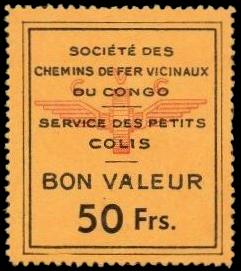 SOCIÉTÉ DES
CHEMINS DE FER VICINAUX
DU CONGO
SERVICE DES PETITS
COLIS
BON VALEUR
50 Frs.